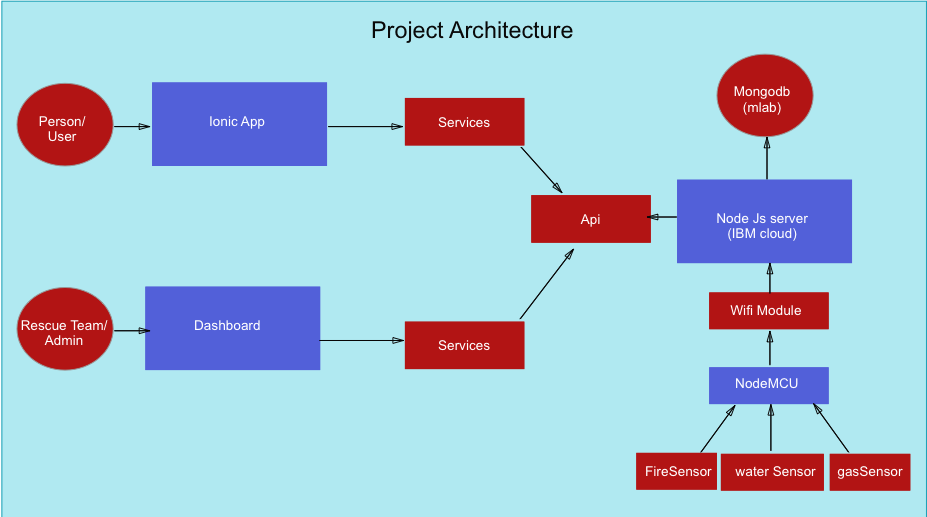 Project Architecture
Person/
User
Ionic App
Services
Mongodb
(mlab)
Api
Node Js server
(IBM cloud)
Rescue Team/
Admin
Dashboard
Services
Wifi Module
NodeMCU
FireSensor
water Sensor
gasSensor